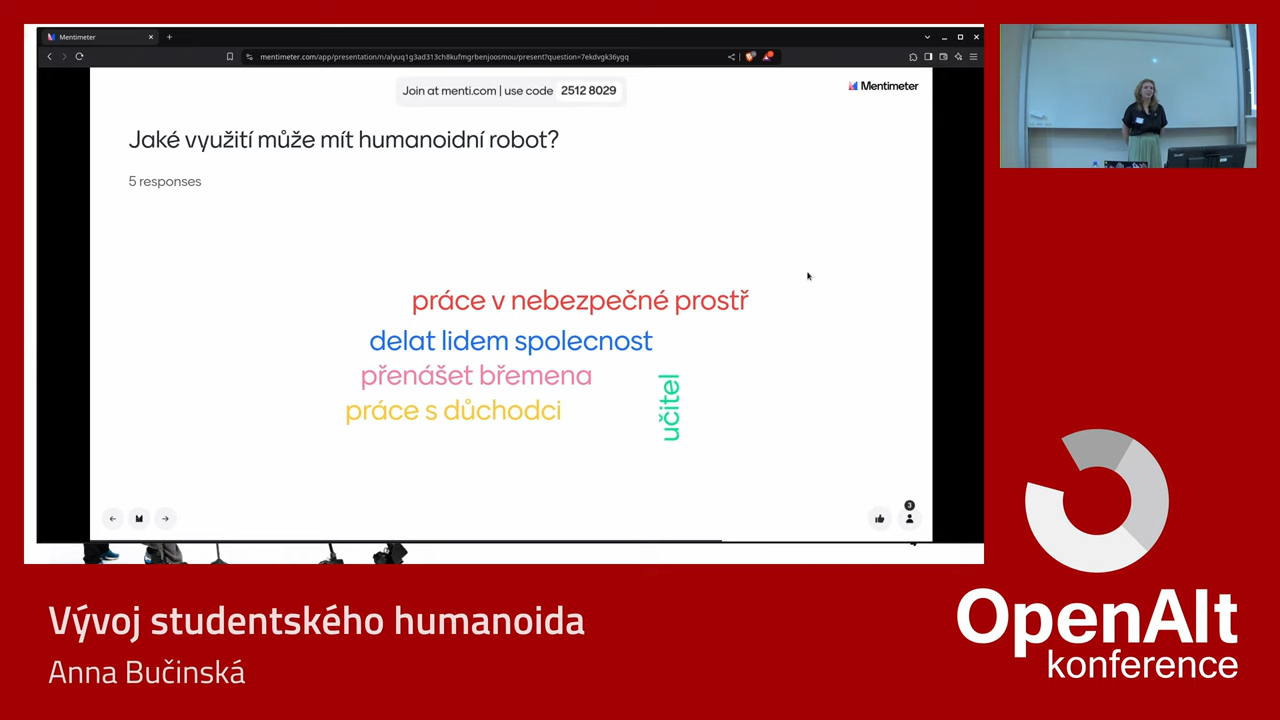 Mentimeter
mentimeter.com/app/presentation/n/alyuq1g3ad313ch8kufmgrbenjoosmou/present?question=7ekdvgk36ygq
Join at menti.com | use code 2512 8029
Mentimeter
Jaké využití může mít humanoidní robot?
5 responses
práce v nebezpečné prostř
delat lidem spolecnost
přenášet břemena
práce s důchodci
učitel
3
Vývoj studentského humanoida
Anna Bučinská
OpenAlt
konference